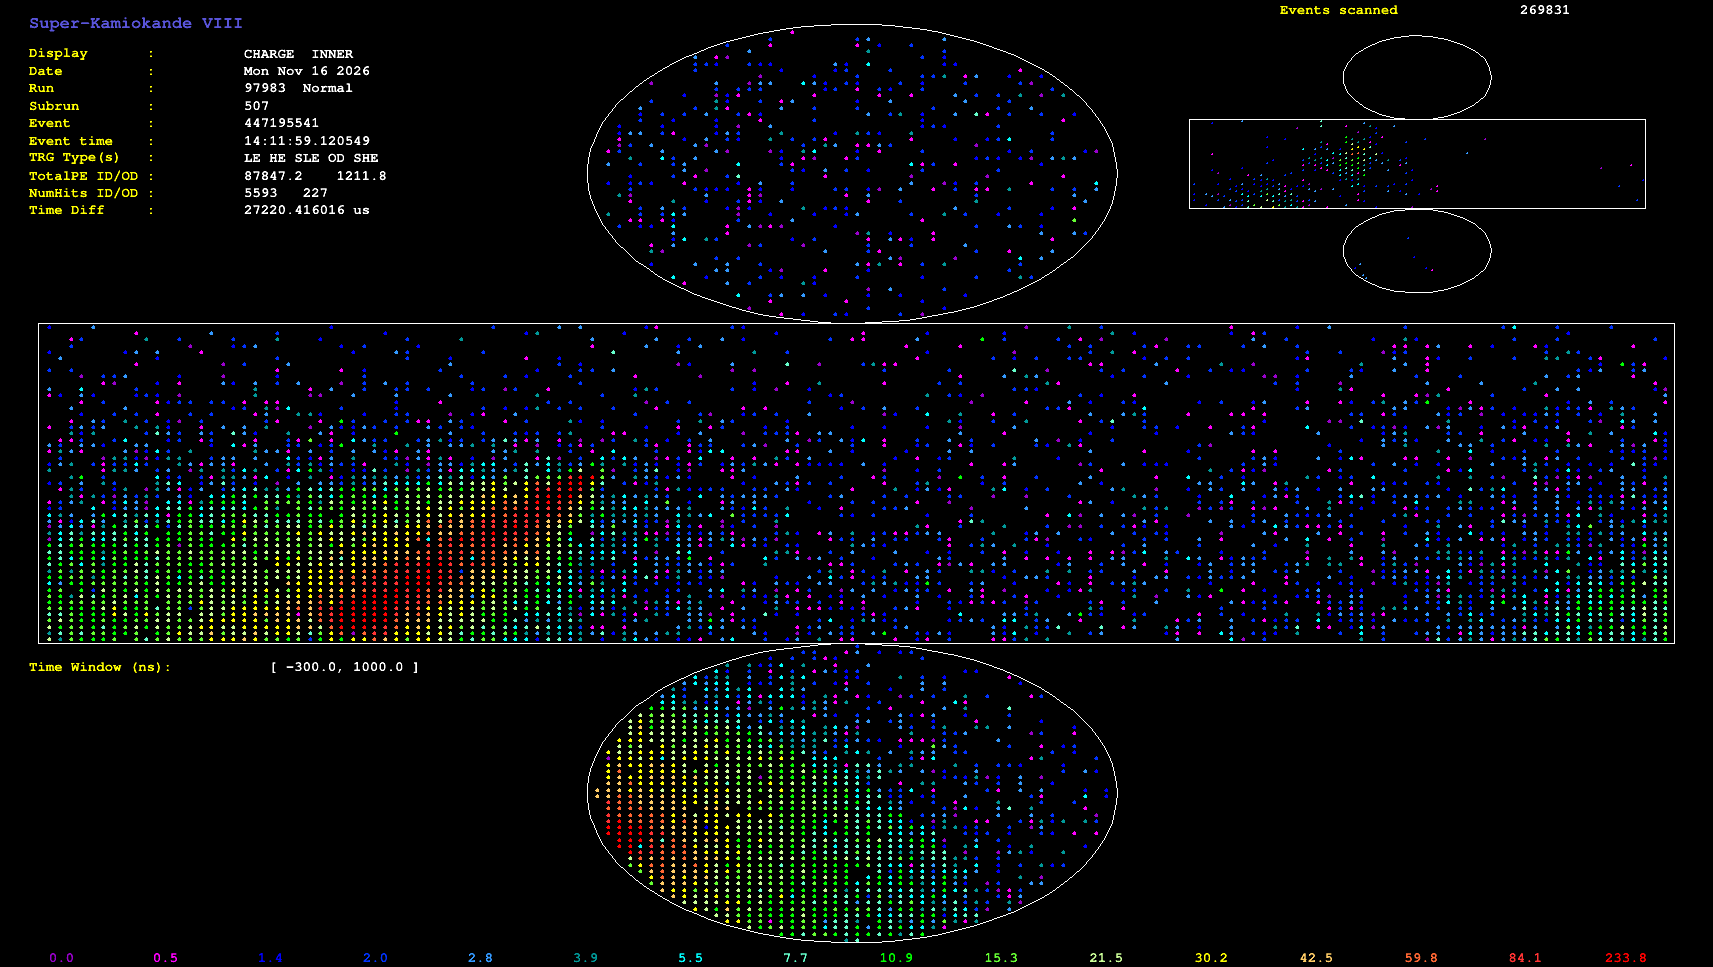 Super-Kamiokande VIII
Events scanned 269831
Display : CHARGE INNER
Date : Mon Nov 16 2026
Run : 97983 Normal
Subrun : 507
Event : 447195541
Event time : 14:11:59.120549
TRG Type(s) : LE HE SLE OD SHE
TotalPE ID/OD : 87847.2 1211.8
NumHits ID/OD : 5593 227
Time Diff : 27220.416016 us
Time Window (ns): [ -300.0, 1000.0 ]
0.0 0.5 1.4 2.0 2.8 3.9 5.5 7.7 10.9 15.3 21.5 30.2 42.5 59.8 84.1 233.8